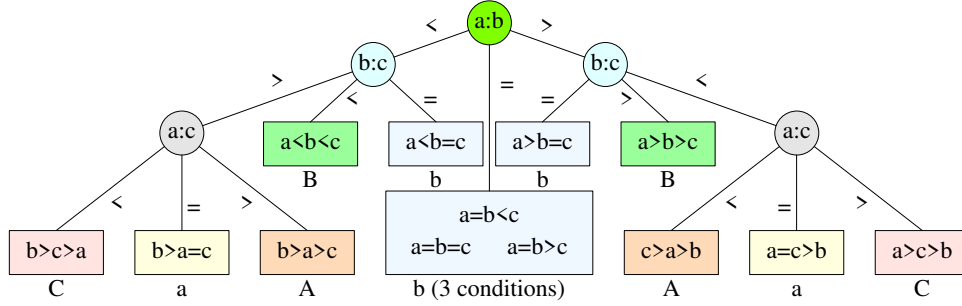 a:b
< >
b:c b:c
> < = = = > <
a:c a<b<c a<b=c a>b=c a>b>c a:c
B b b B
< = > a=b<c < = >
b>c>a b>a=c b>a>c a=b=c a=b>c c>a>b a=c>b a>c>b
C a A b (3 conditions) A a C